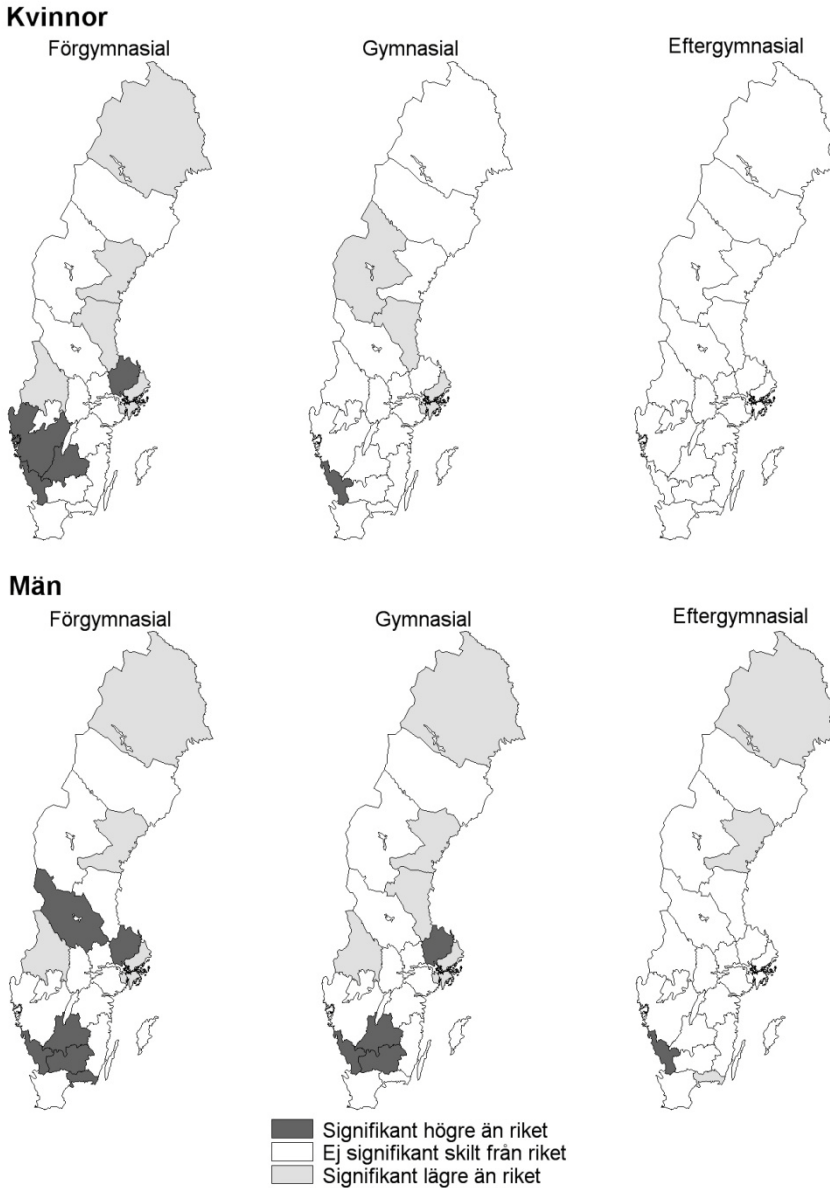 Kvinnor
Förgymnasial
Gymnasial
Eftergymnasial
Män
Förgymnasial
Gymnasial
Eftergymnasial
Signifikant högre än riket
Ej signifikant skilt från riket
Signifikant lägre än riket